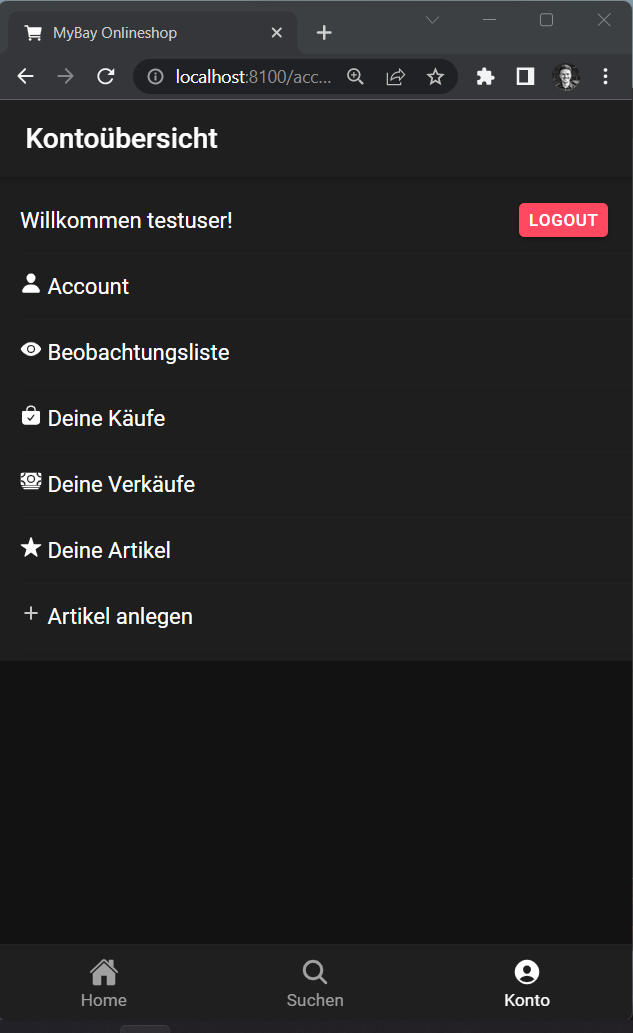 MyBay Onlineshop
localhost:8100/acc...
Kontoübersicht
Willkommen testuser!
LOGOUT
Account
Beobachtungsliste
Deine Käufe
Deine Verkäufe
Deine Artikel
Artikel anlegen
Home
Suchen
Konto